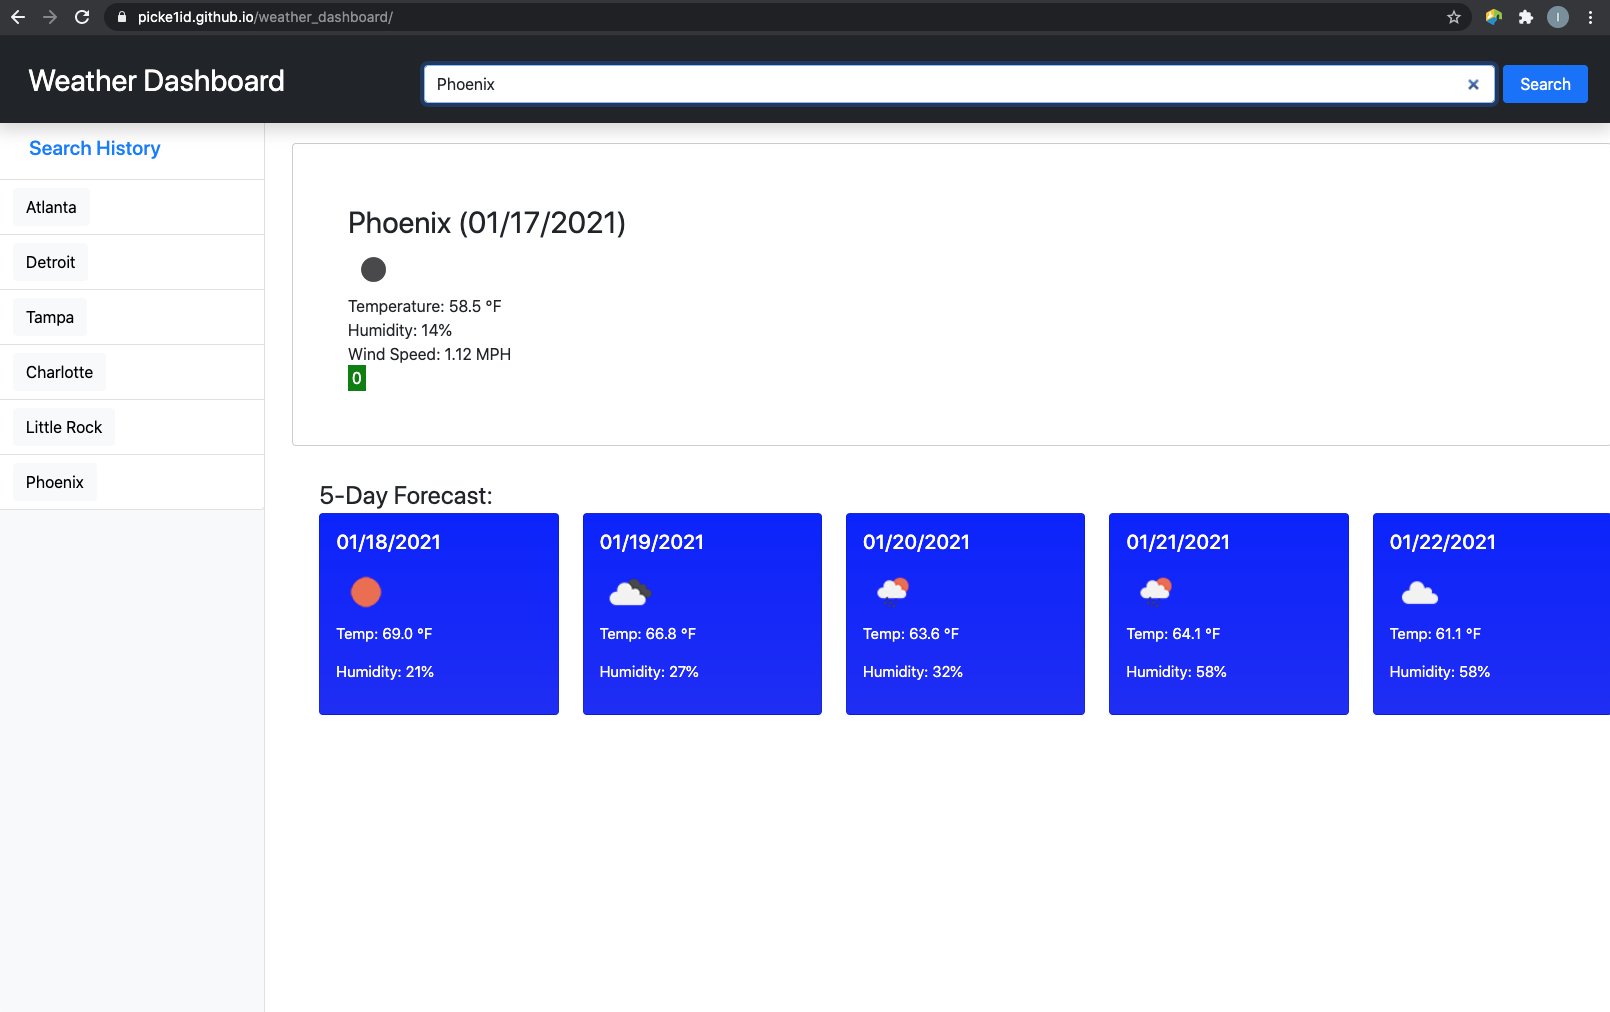 picke1id.github.io/weather_dashboard/
I
Weather Dashboard
Phoenix
Search
Search History
Atlanta
Detroit
Tampa
Charlotte
Little Rock
Phoenix
Phoenix (01/17/2021)
Temperature: 58.5 °F
Humidity: 14%
Wind Speed: 1.12 MPH
0
5-Day Forecast:
01/18/2021
Temp: 69.0 °F
Humidity: 21%
01/19/2021
Temp: 66.8 °F
Humidity: 27%
01/20/2021
Temp: 63.6 °F
Humidity: 32%
01/21/2021
Temp: 64.1 °F
Humidity: 58%
01/22/2021
Temp: 61.1 °F
Humidity: 58%